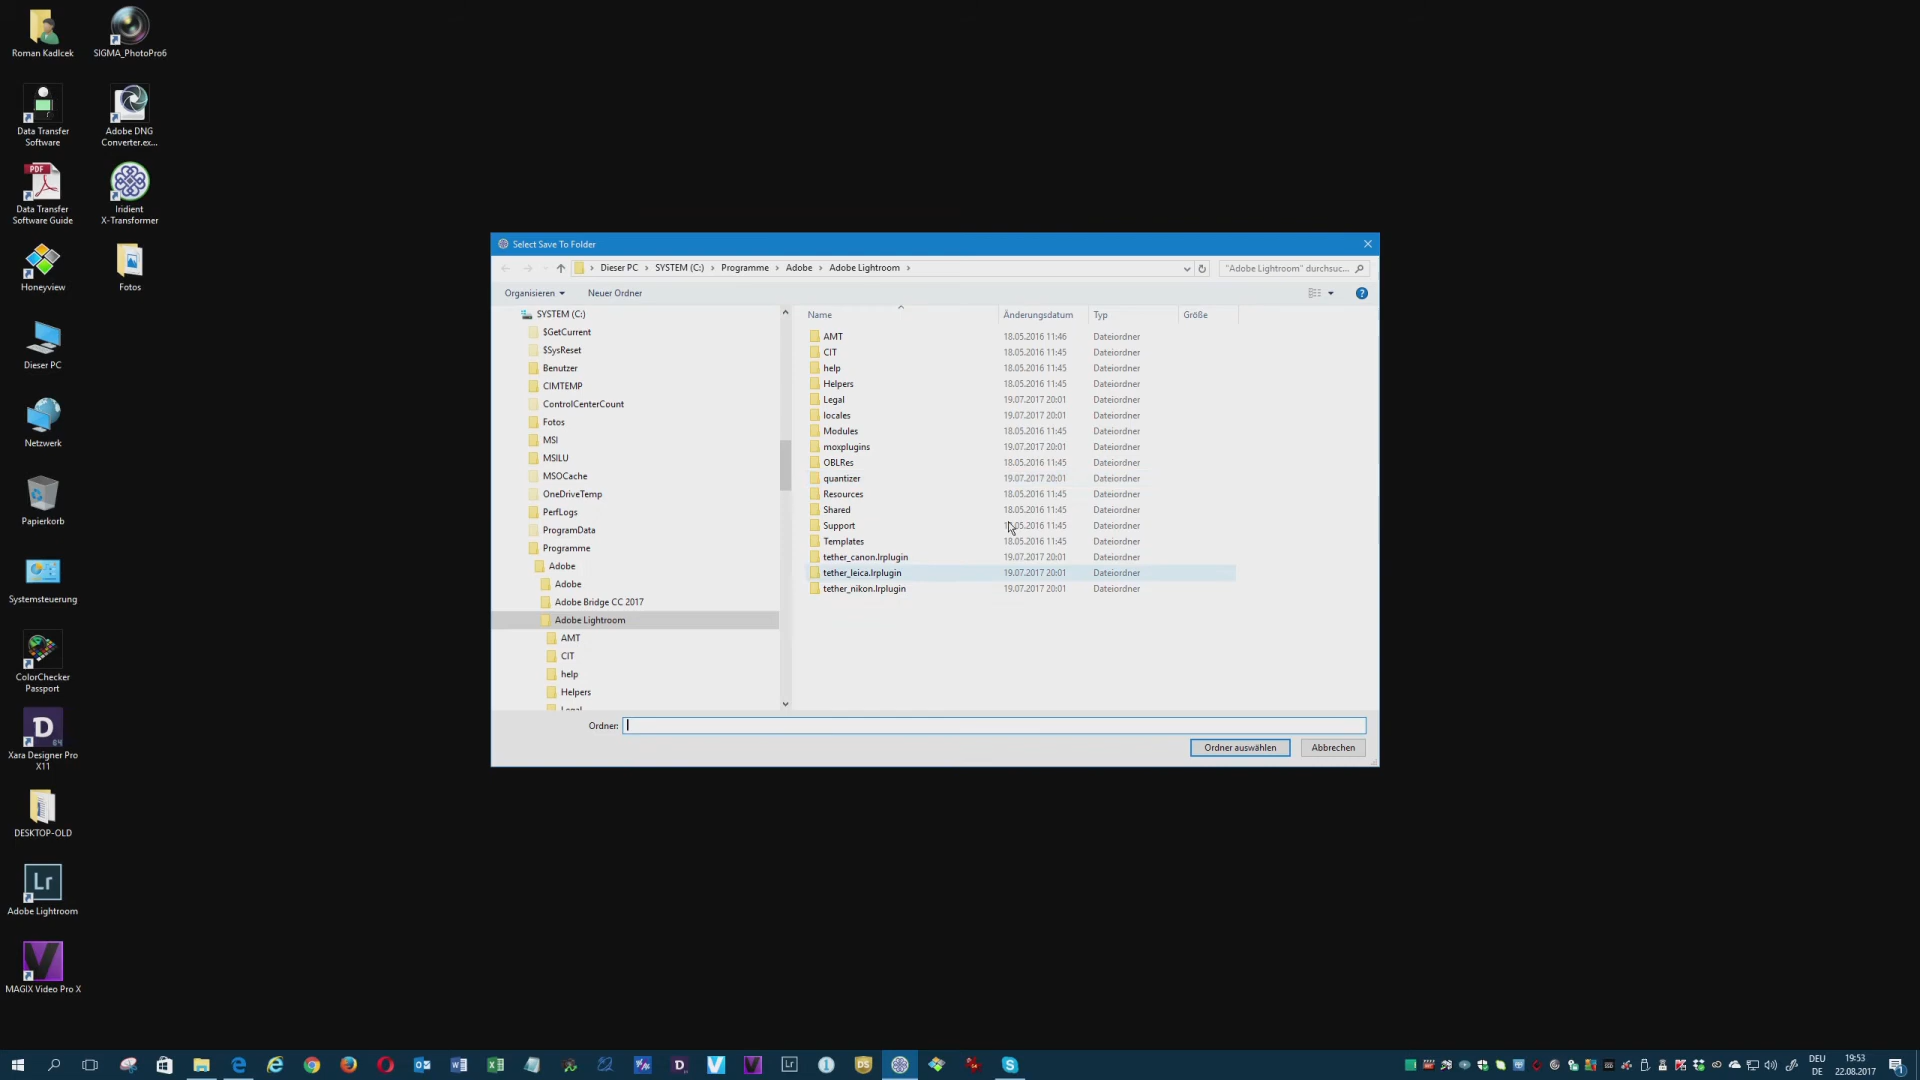 Roman Kadlcek
SIGMA_PhotoPro6
Data Transfer
Software
Adobe DNG
Converter.ex...
PDF
Data Transfer
Software Guide
Iridient
X-Transformer
Honeyview
Fotos
Dieser PC
Netzwerk
Papierkorb
Systemsteuerung
ColorChecker
Passport
Xara Designer Pro
X11
DESKTOP-OLD
Lr
Adobe Lightroom
MAGIX Video Pro X
Select Save To Folder
Dieser PC › SYSTEM (C:) › Programme › Adobe › Adobe Lightroom ›
"Adobe Lightroom" durchsuc...
Organisieren
Neuer Ordner
SYSTEM (C:)
$GetCurrent
$SysReset
Benutzer
CIMTEMP
ControlCenterCount
Fotos
MSI
MSILU
MSOCache
OneDriveTemp
PerfLogs
ProgramData
Programme
Adobe
Adobe
Adobe Bridge CC 2017
Adobe Lightroom
AMT
CIT
help
Helpers
Legal
Name Änderungsdatum Typ Größe
AMT 18.05.2016 11:46 Dateiordner
CIT 18.05.2016 11:45 Dateiordner
help 18.05.2016 11:45 Dateiordner
Helpers 18.05.2016 11:45 Dateiordner
Legal 19.07.2017 20:01 Dateiordner
locales 19.07.2017 20:01 Dateiordner
Modules 18.05.2016 11:45 Dateiordner
moxplugins 19.07.2017 20:01 Dateiordner
OBLRes 18.05.2016 11:45 Dateiordner
quantizer 19.07.2017 20:01 Dateiordner
Resources 18.05.2016 11:45 Dateiordner
Shared 18.05.2016 11:45 Dateiordner
Support 18.05.2016 11:45 Dateiordner
Templates 18.05.2016 11:45 Dateiordner
tether_canon.lrplugin 19.07.2017 20:01 Dateiordner
tether_leica.lrplugin 19.07.2017 20:01 Dateiordner
tether_nikon.lrplugin 19.07.2017 20:01 Dateiordner
Ordner:
Ordner auswählen
Abbrechen
DEU
DE
19:53
22.08.2017